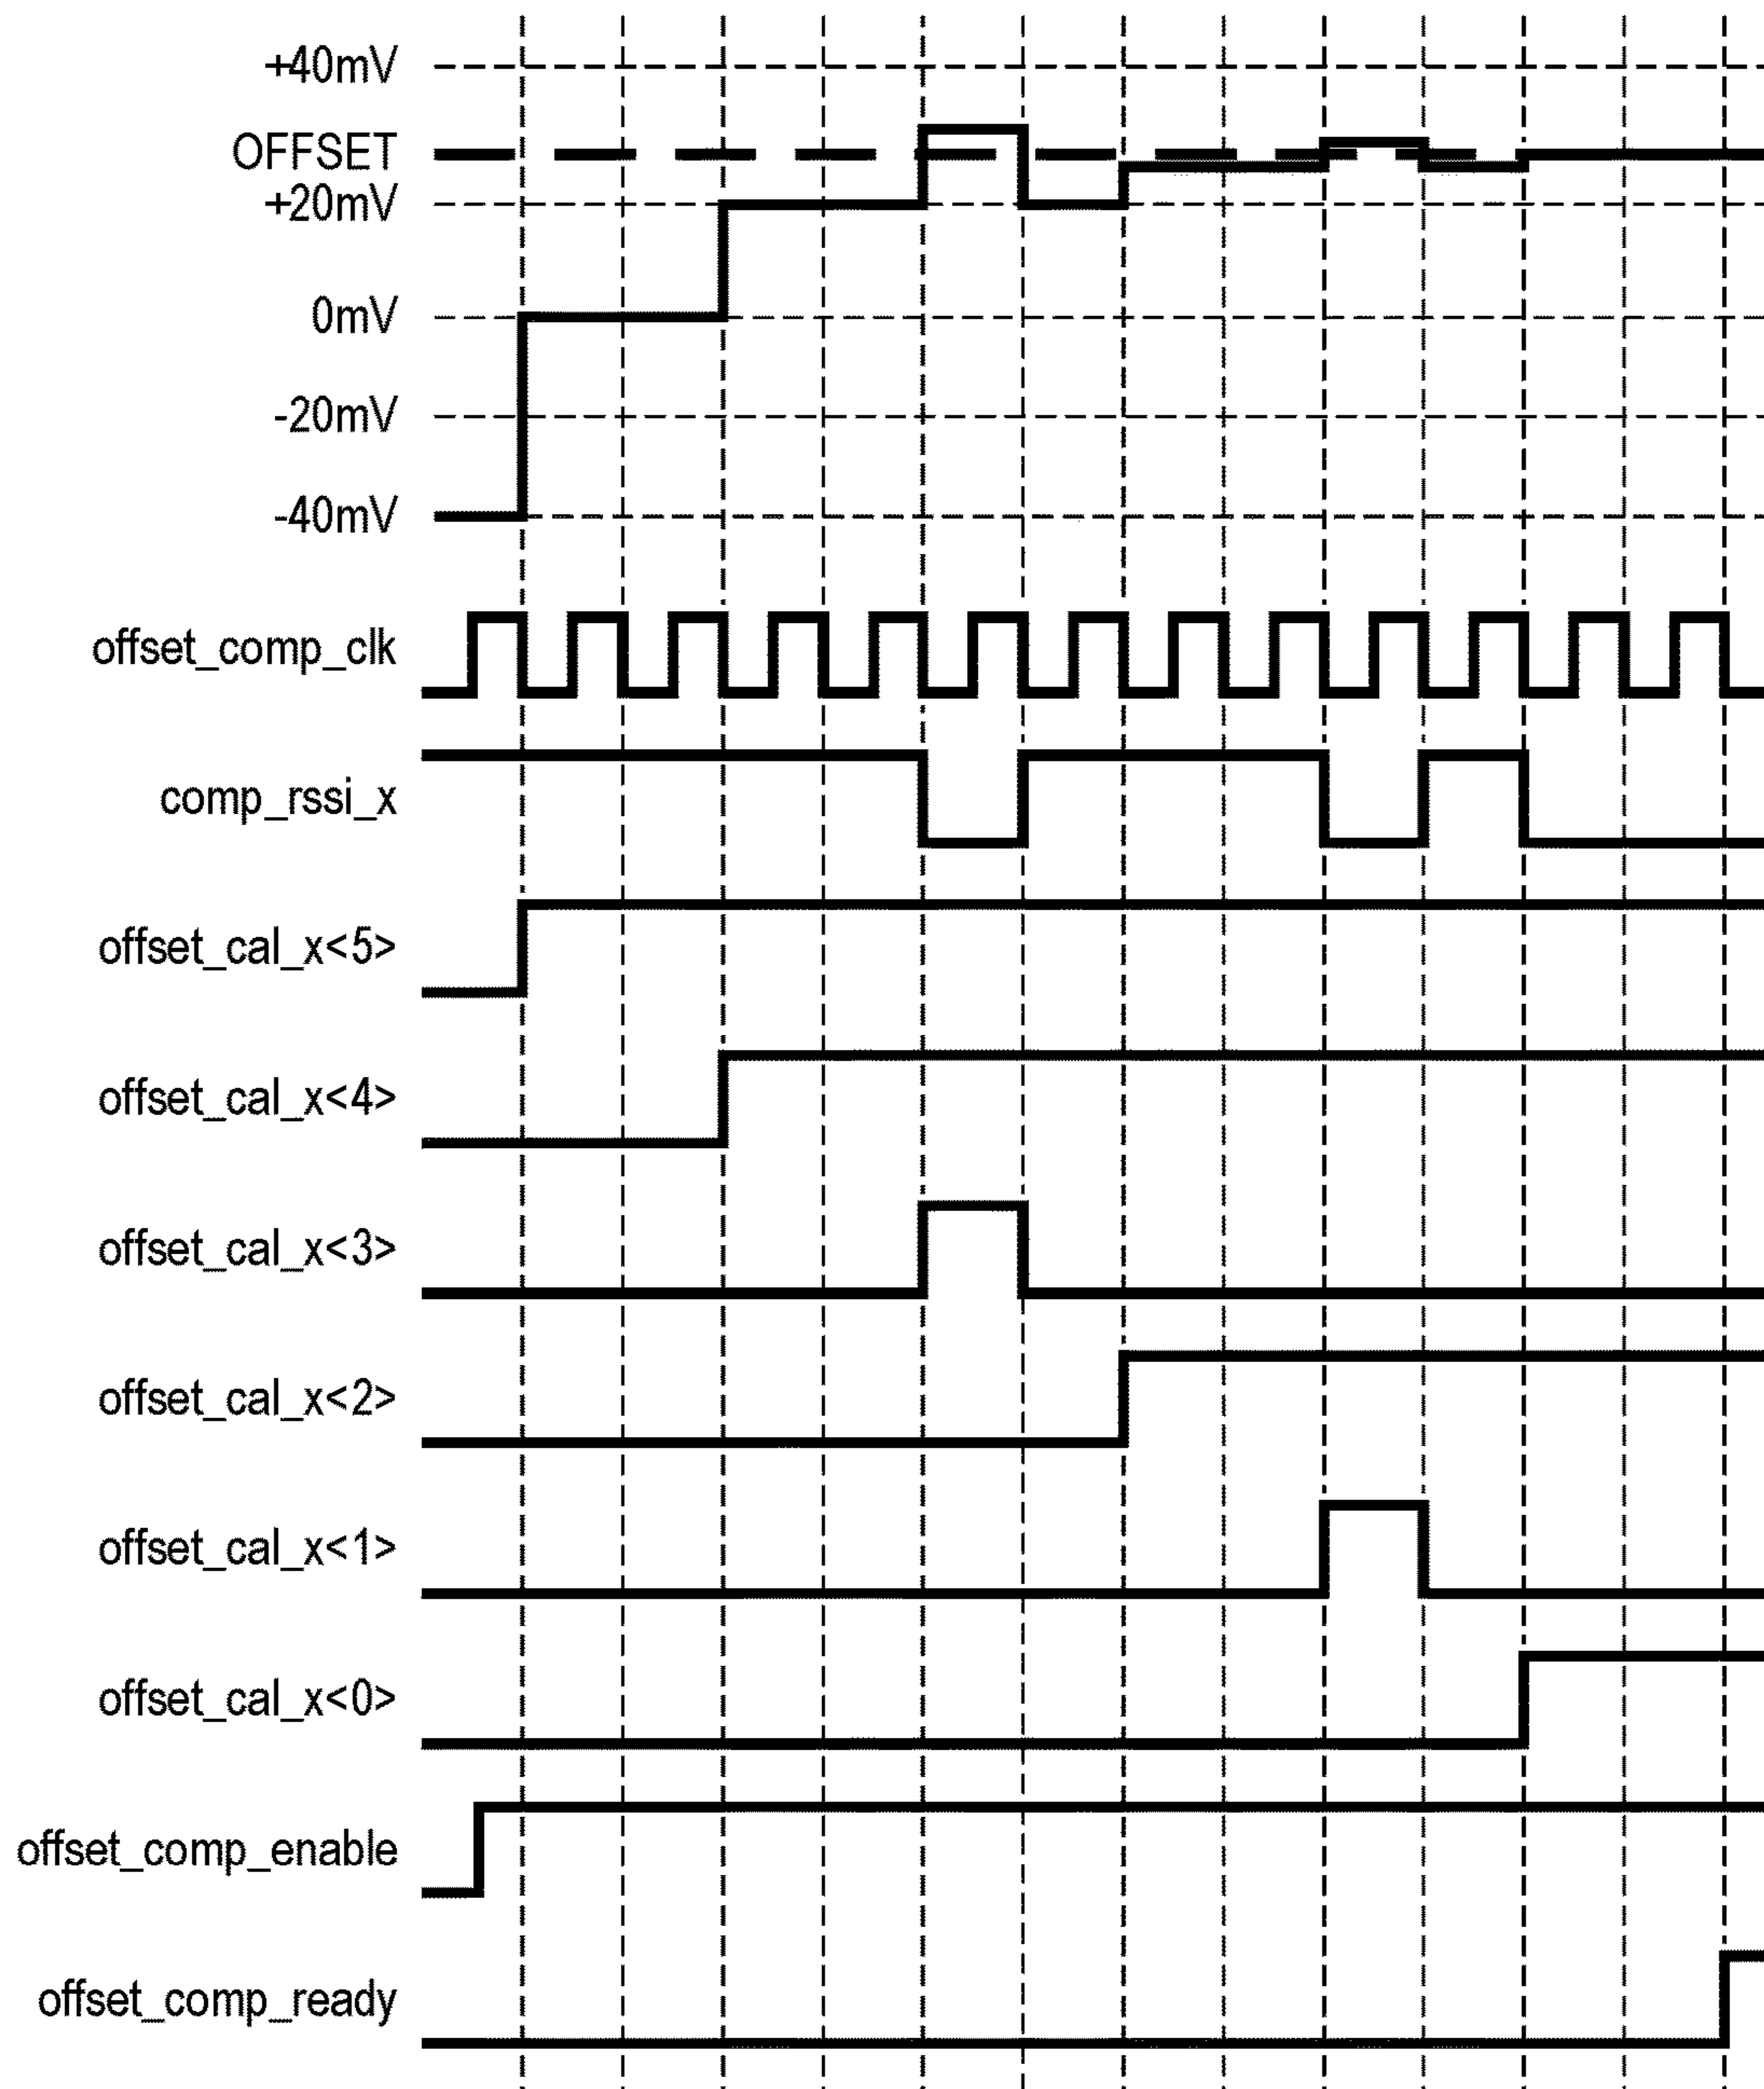 +40mV
OFFSET
+20mV
0mV
-20mV
-40mV
offset_comp_clk
comp_rssi_x
offset_cal_x<5>
offset_cal_x<4>
offset_cal_x<3>
offset_cal_x<2>
offset_cal_x<1>
offset_cal_x<0>
offset_comp_enable
offset_comp_ready